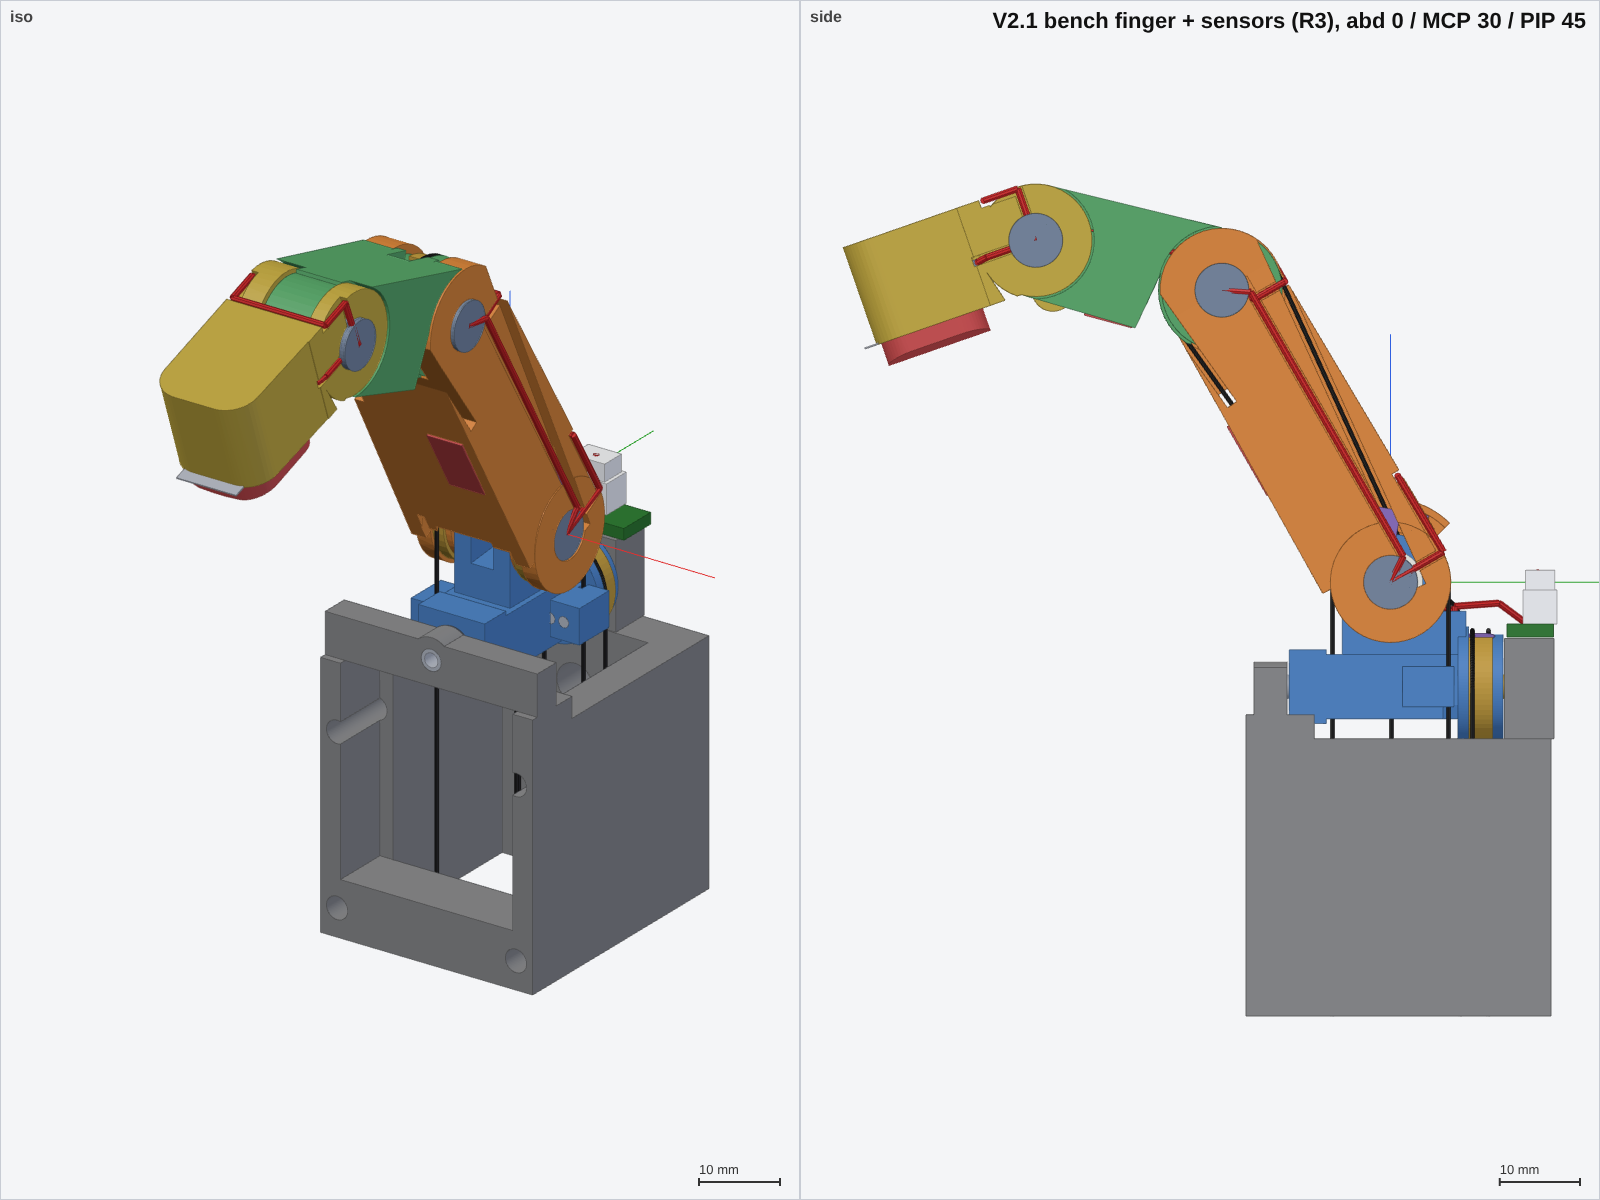 iso
side
V2.1 bench finger + sensors (R3), abd 0 / MCP 30 / PIP 45
10 mm
10 mm